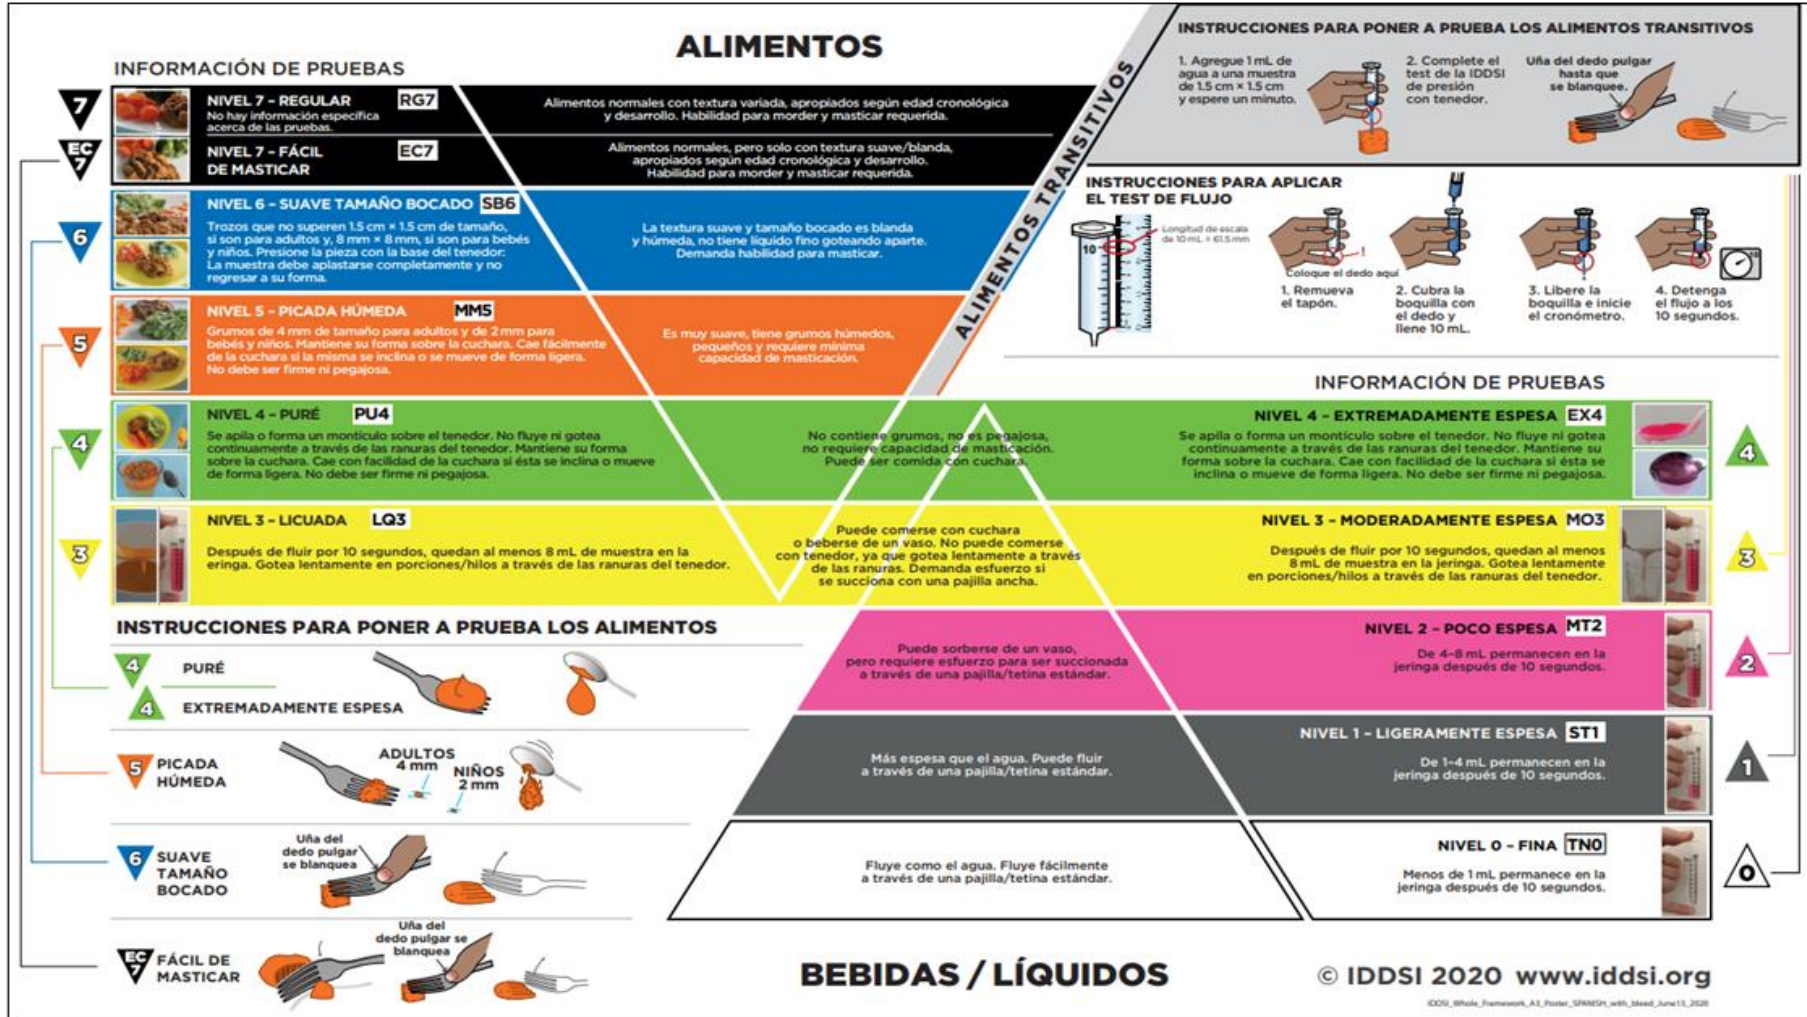 ALIMENTOS
INFORMACIÓN DE PRUEBAS
7
NIVEL 7 – REGULAR RG7
No hay información específica
acerca de las pruebas.
Alimentos normales con textura variada, apropiados según edad cronológica
y desarrollo. Habilidad para morder y masticar requerida.
EC
7
NIVEL 7 – FÁCIL EC7
DE MASTICAR
Alimentos normales, pero solo con textura suave/blanda,
apropiados según edad cronológica y desarrollo.
Habilidad para morder y masticar requerida.
6
NIVEL 6 – SUAVE TAMAÑO BOCADO SB6
Trozos que no superen 1.5 cm × 1.5 cm de tamaño,
si son para adultos y, 8 mm × 8 mm, si son para bebés
y niños. Presione la pieza con la base del tenedor:
La muestra debe aplastarse completamente y no
regresar a su forma.
La textura suave y tamaño bocado es blanda
y húmeda, no tiene líquido fino goteando aparte.
Demanda habilidad para masticar.
5
NIVEL 5 – PICADA HÚMEDA MM5
Grumos de 4 mm de tamaño para adultos y de 2 mm para
bebés y niños. Mantiene su forma sobre la cuchara. Cae fácilmente
de la cuchara si la misma se inclina o se mueve de forma ligera.
No debe ser firme ni pegajosa.
Es muy suave, tiene grumos húmedos,
pequeños y requiere mínima
capacidad de masticación.
ALIMENTOS TRANSITIVOS
INSTRUCCIONES PARA PONER A PRUEBA LOS ALIMENTOS TRANSITIVOS
1. Agregue 1 mL de
agua a una muestra
de 1.5 cm × 1.5 cm
y espere un minuto.
2. Complete el
test de la IDDSI
de presión
con tenedor.
Uña del dedo pulgar
hasta que
se blanquee.
INSTRUCCIONES PARA APLICAR
EL TEST DE FLUJO
10
Longitud de escala
de 10 mL = 61.5 mm
!
Coloque el dedo aquí
1. Remueva
el tapón.
2. Cubra la
boquilla con
el dedo y
llene 10 mL.
3. Libere la
boquilla e inicie
el cronómetro.
10
4. Detenga
el flujo a los
10 segundos.
INFORMACIÓN DE PRUEBAS
4
NIVEL 4 – PURÉ PU4
Se apila o forma un montículo sobre el tenedor. No fluye ni gotea
continuamente a través de las ranuras del tenedor. Mantiene su forma
sobre la cuchara. Cae con facilidad de la cuchara si ésta se inclina o mueve
de forma ligera. No debe ser firme ni pegajosa.
No contiene grumos, no es pegajosa,
no requiere capacidad de masticación.
Puede ser comida con cuchara.
NIVEL 4 – EXTREMADAMENTE ESPESA EX4
Se apila o forma un montículo sobre el tenedor. No fluye ni gotea
continuamente a través de las ranuras del tenedor. Mantiene su
forma sobre la cuchara. Cae con facilidad de la cuchara si ésta se
inclina o mueve de forma ligera. No debe ser firme ni pegajosa.
4
3
NIVEL 3 – LICUADA LQ3
Después de fluir por 10 segundos, quedan al menos 8 mL de muestra en la
eringa. Gotea lentamente en porciones/hilos a través de las ranuras del tenedor.
Puede comerse con cuchara
o beberse de un vaso. No puede comerse
con tenedor, ya que gotea lentamente a través
de las ranuras. Demanda esfuerzo si
se succiona con una pajilla ancha.
NIVEL 3 – MODERADAMENTE ESPESA MO3
Después de fluir por 10 segundos, quedan al menos
8 mL de muestra en la jeringa. Gotea lentamente
en porciones/hilos a través de las ranuras del tenedor.
3
Puede sorberse de un vaso,
pero requiere esfuerzo para ser succionada
a través de una pajilla/tetina estándar.
NIVEL 2 – POCO ESPESA MT2
De 4–8 mL permanecen en la
jeringa después de 10 segundos.
2
Más espesa que el agua. Puede fluir
a través de una pajilla/tetina estándar.
NIVEL 1 – LIGERAMENTE ESPESA ST1
De 1–4 mL permanecen en la
jeringa después de 10 segundos.
1
Fluye como el agua. Fluye fácilmente
a través de una pajilla/tetina estándar.
NIVEL 0 – FINA TN0
Menos de 1 mL permanece en la
jeringa después de 10 segundos.
0
INSTRUCCIONES PARA PONER A PRUEBA LOS ALIMENTOS
4 PURÉ
4 EXTREMADAMENTE ESPESA
5 PICADA
HÚMEDA
ADULTOS
4 mm
NIÑOS
2 mm
6 SUAVE
TAMAÑO
BOCADO
Uña del
dedo pulgar
se blanquea
EC
7
FÁCIL DE
MASTICAR
Uña del
dedo pulgar se
blanquea
BEBIDAS / LÍQUIDOS
© IDDSI 2020 www.iddsi.org
IDDSI_Whole_Framework_A3_Poster_SPANISH_with_bleed_June13_2020